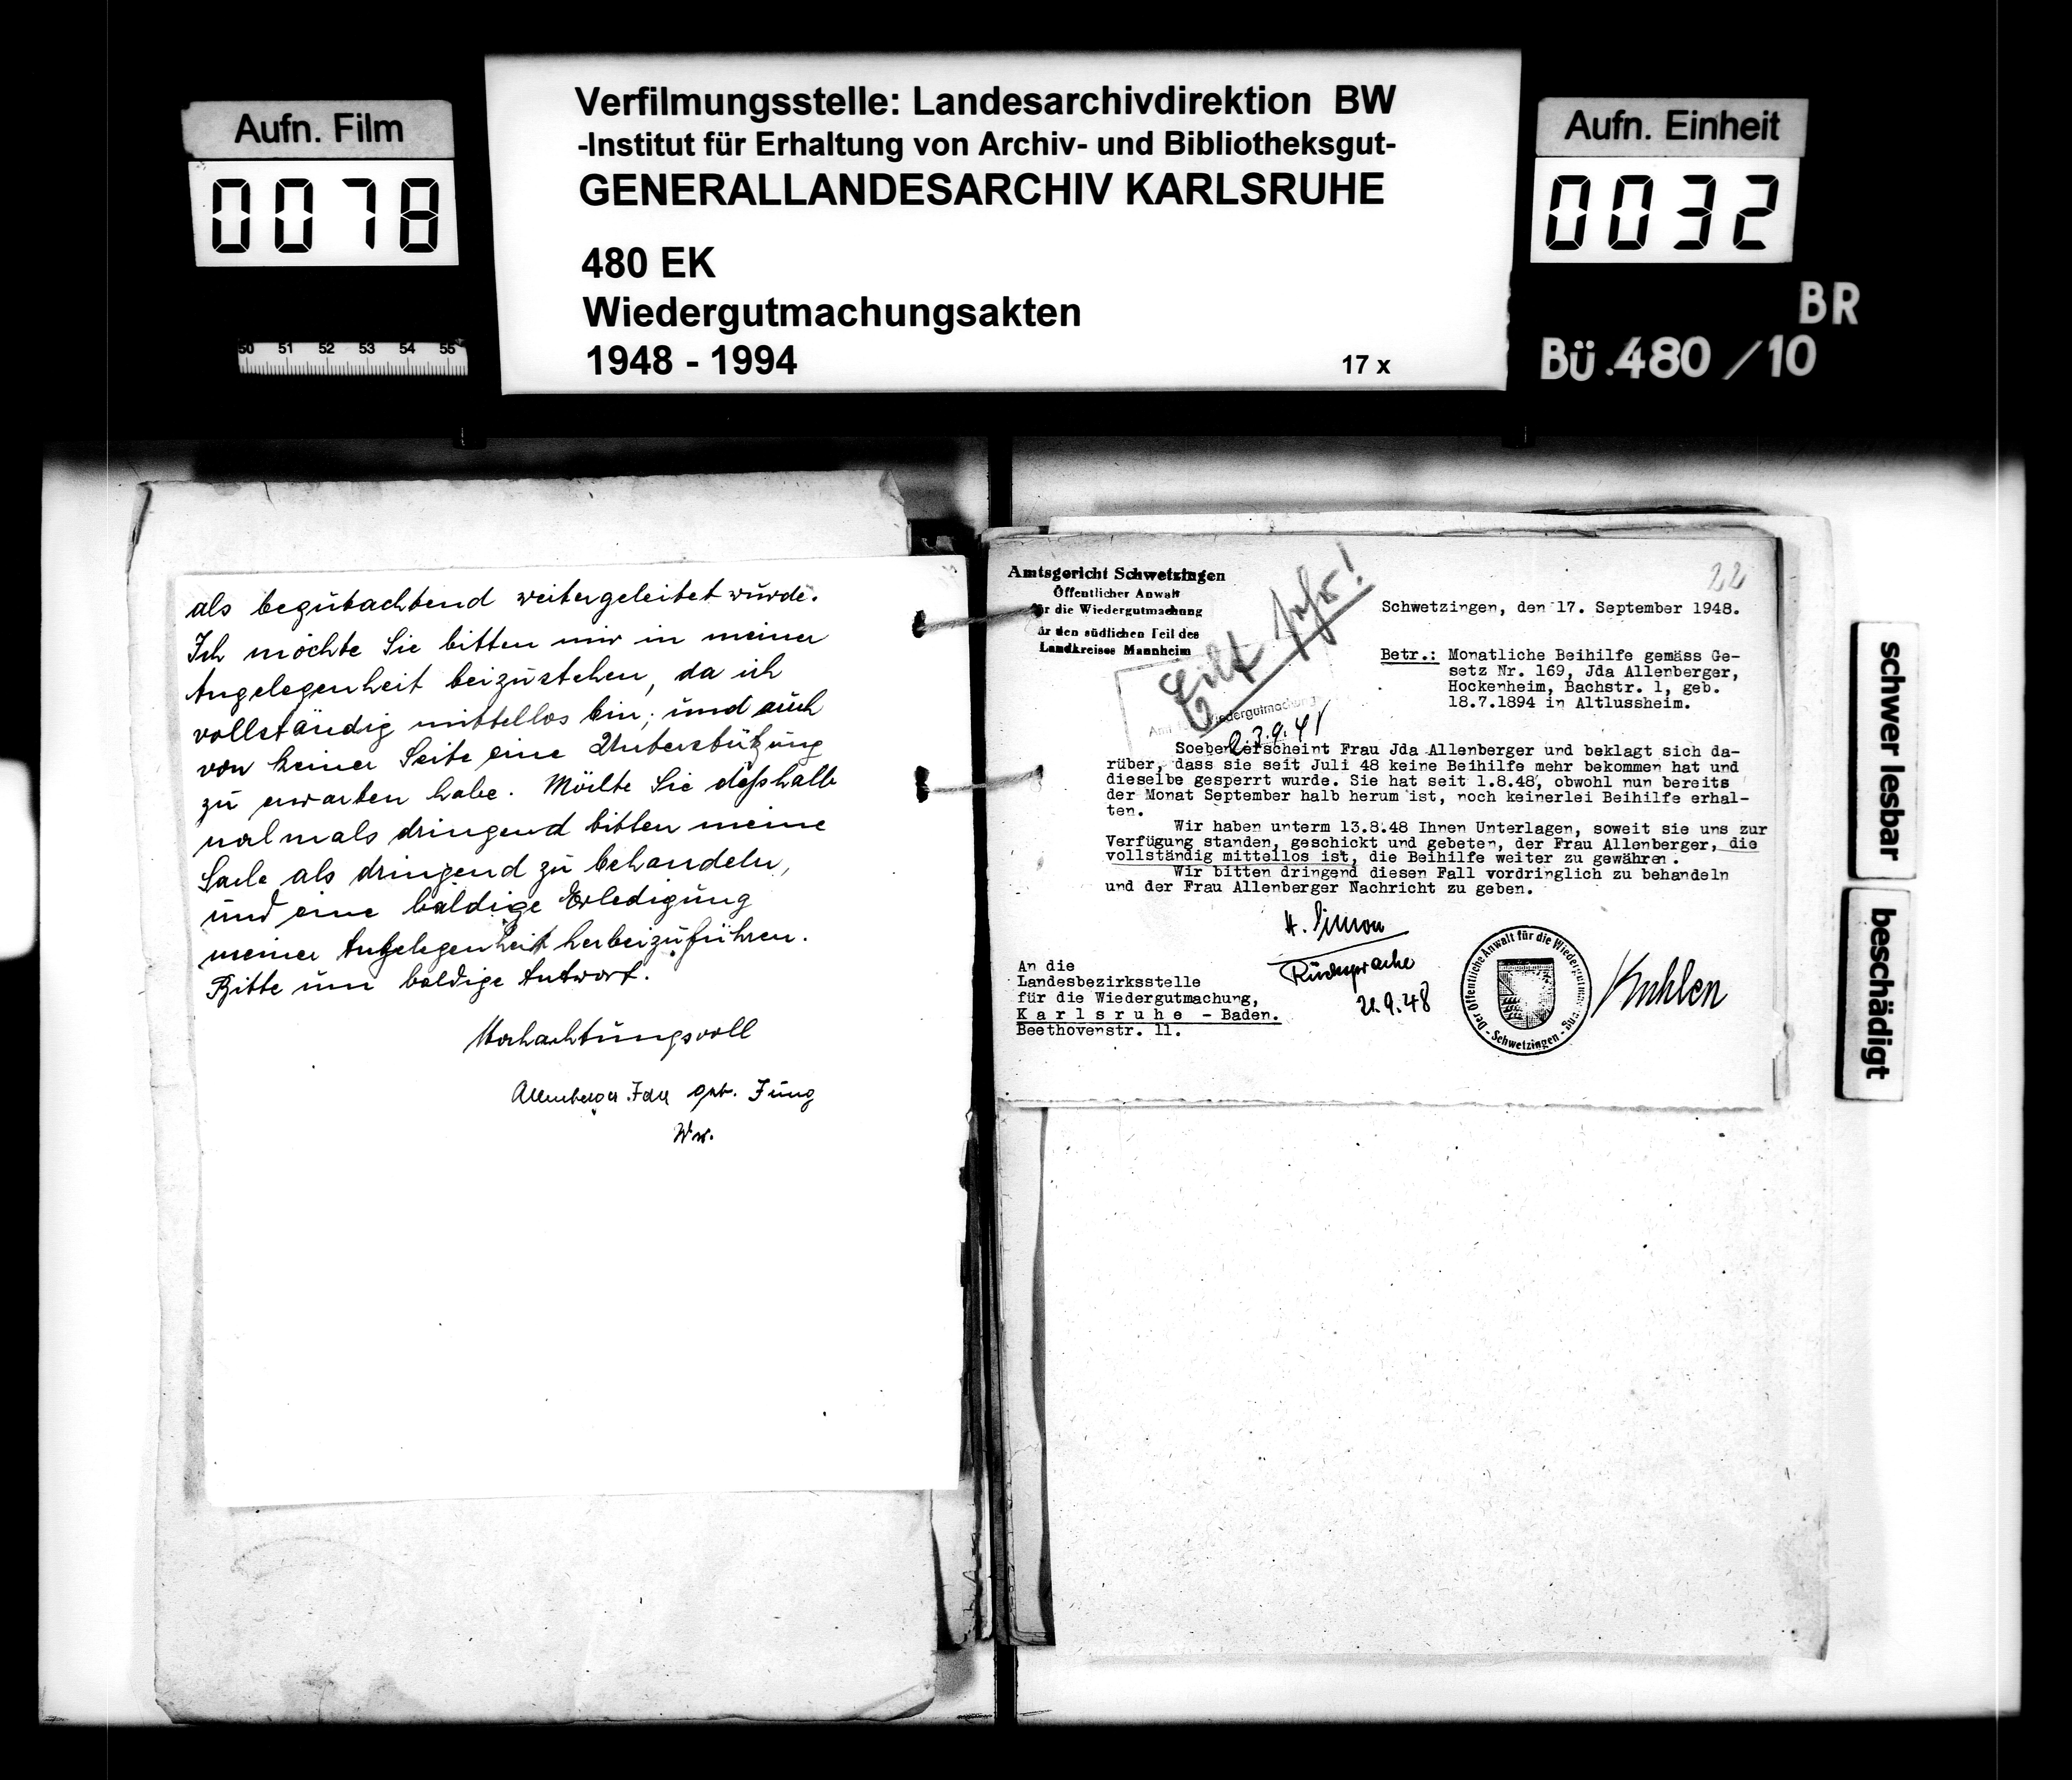 Aufn. Film
0078
Verfilmungsstelle: Landesarchivdirektion BW
-Institut für Erhaltung von Archiv- und Bibliotheksgut-
GENERALLANDESARCHIV KARLSRUHE
480 EK
Wiedergutmachungsakten
1948 - 1994
17 x
Aufn. Einheit
0032
BR
Bü.480/10
50 51 52 53 54 55
als begutachtend weitergeleitet wurde.
Ich möchte Sie bitten mir in meiner
Angelegenheit beizustehen, da ich
vollständig mittellos bin; und auch
von keiner Seite eine Unterstützung
zu erwarten habe. Möchte Sie deßhalb
nochmals dringend bitten meine
Sache als dringend zu behandeln,
und eine baldige Erledigung
meiner Angelegenheit herbeizuführen.
Bitte um baldige Antwort.
Hochachtungsvoll
Allenberger Ida geb. Jung
Ww.
22
Amtsgericht Schwetzingen
Öffentlicher Anwalt
für die Wiedergutmachung
für den südlichen Teil des
Landkreises Mannheim
Eilt sehr!
Schwetzingen, den 17. September 1948.
Betr.: Monatliche Beihilfe gemäss Ge-
setz Nr. 169, Jda Allenberger,
Hockenheim, Bachstr. 1, geb.
18.7.1894 in Altlussheim.
Wiedergutmachung
Soeben erscheint Frau Jda Allenberger und beklagt sich da-
rüber, dass sie seit Juli 48 keine Beihilfe mehr bekommen hat und
dieselbe gesperrt wurde. Sie hat seit 1.8.48, obwohl nun bereits
der Monat September halb herum ist, noch keinerlei Beihilfe erhal-
ten.
Wir haben unterm 13.8.48 Ihnen Unterlagen, soweit sie uns zur
Verfügung standen, geschickt und gebeten, der Frau Allenberger, die
vollständig mittellos ist, die Beihilfe weiter zu gewähren.
Wir bitten dringend diesen Fall vordringlich zu behandeln
und der Frau Allenberger Nachricht zu geben.
H. Simon
Rücksprache
21.9.48
An die
Landesbezirksstelle
für die Wiedergutmachung,
Karlsruhe - Baden.
Beethovenstr. 11.
Der Öffentliche Anwalt für die Wiedergutmachung
- Schwetzingen -
Kuhlen
schwer lesbar
beschädigt